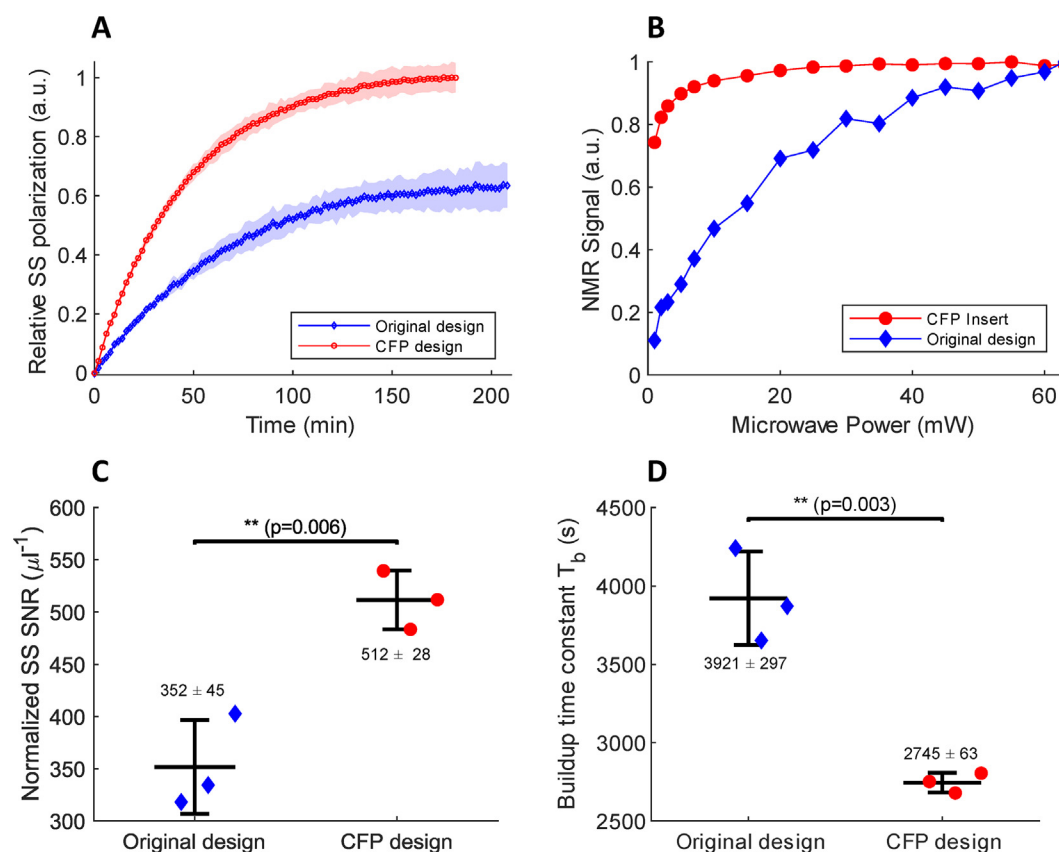 A
Relative SS polarization (a.u.)
1
0.8
0.6
0.4
0.2
0
0
50
100
150
200
Time (min)
Original design
CFP design
B
NMR Signal (a.u.)
1
0.8
0.6
0.4
0.2
0
0
20
40
60
Microwave Power (mW)
CFP Insert
Original design
C
Normalized SS SNR (μl⁻¹)
600
550
500
450
400
350
300
** (p=0.006)
352 ± 45
512 ± 28
Original design
CFP design
D
Buildup time constant T_b (s)
4500
4000
3500
3000
2500
** (p=0.003)
3921 ± 297
2745 ± 63
Original design
CFP design